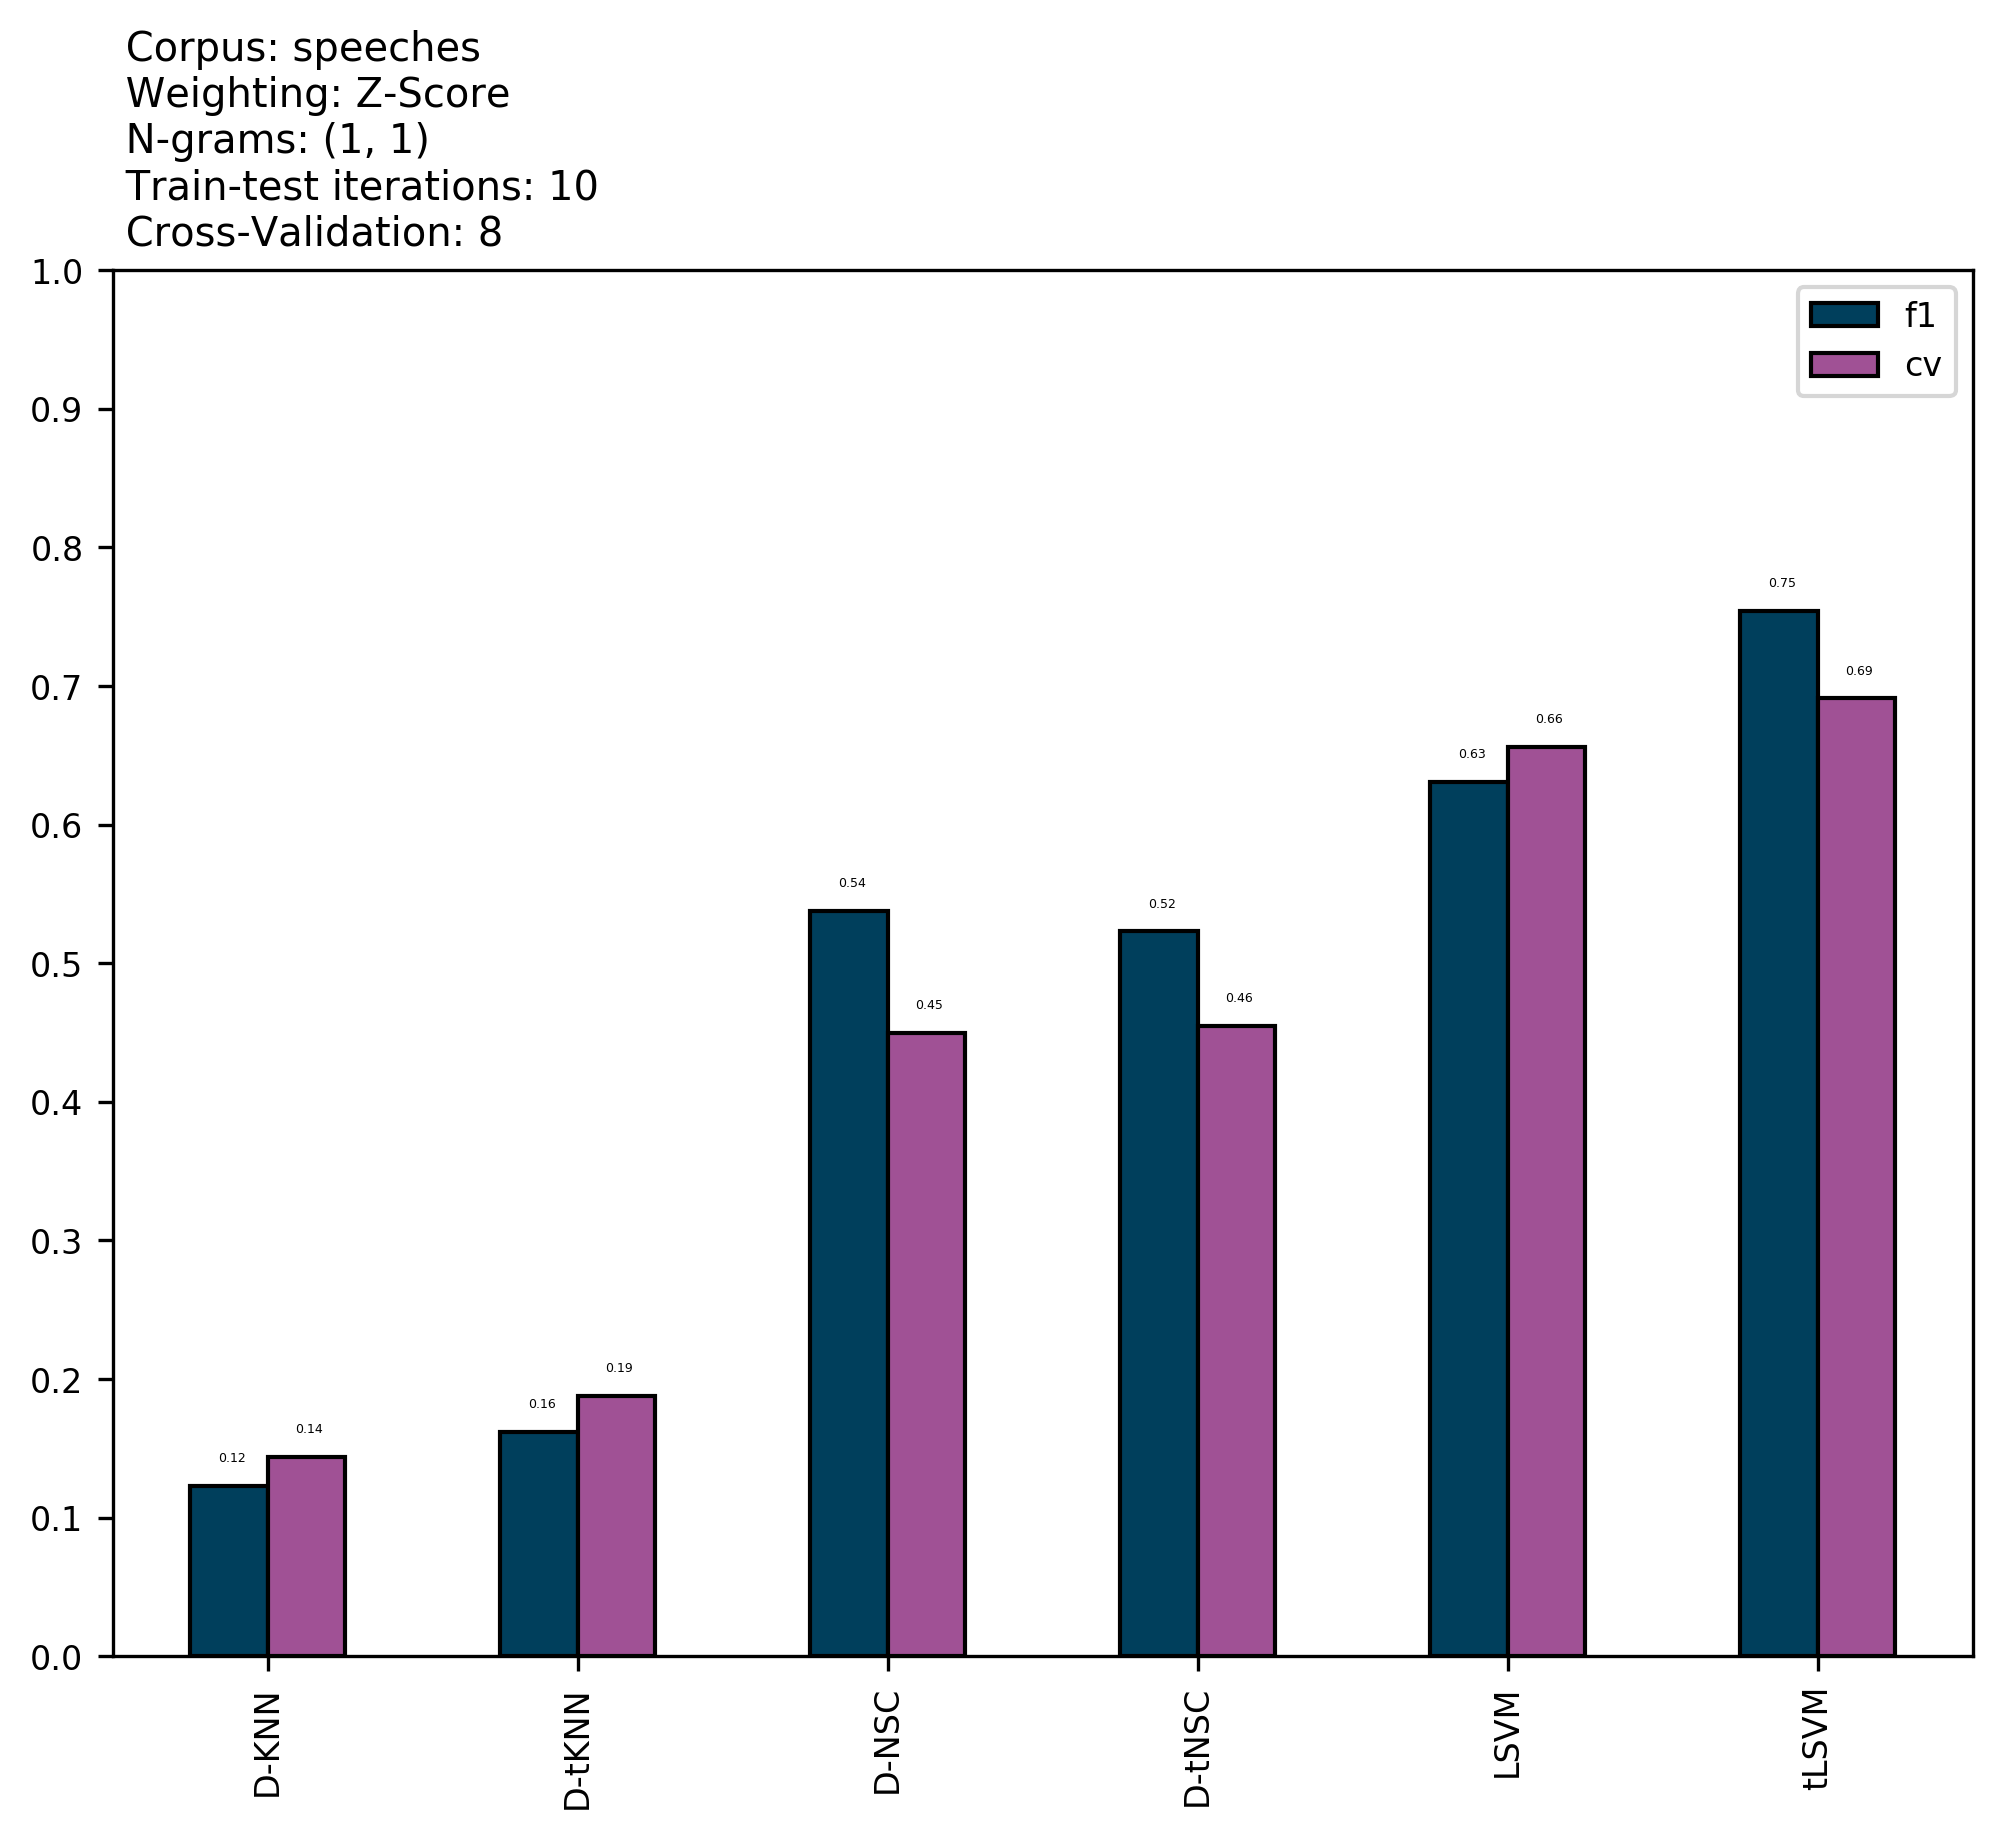 Corpus: speeches
Weighting: Z-Score
N-grams: (1, 1)
Train-test iterations: 10
Cross-Validation: 8
1.0
0.9
0.8
0.7
0.6
0.5
0.4
0.3
0.2
0.1
0.0
f1
cv
0.12
0.14
0.16
0.19
0.54
0.45
0.52
0.46
0.63
0.66
0.75
0.69
D-KNN
D-tKNN
D-NSC
D-tNSC
LSVM
tLSVM